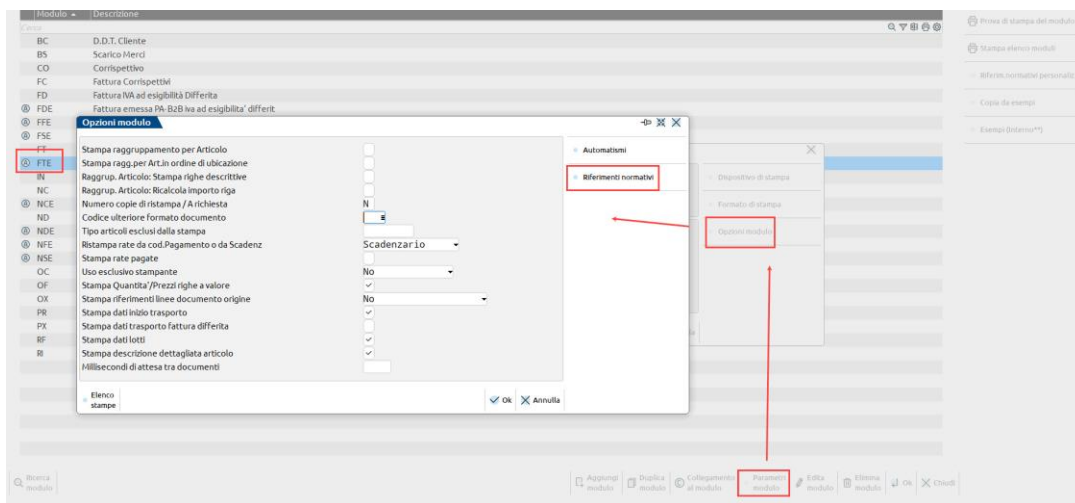 Modulo Descrizione
Cerca
BC D.D.T. Cliente
BS Scarico Merci
CO Corrispettivo
FC Fattura Corrispettivi
FD Fattura IVA ad esigibilità Differita
FDE Fattura emessa PA-B2B iva ad esigibilita' differit
FFE
FSE
FT
FTE
IN
NC
NCE
ND
NDE
NFE
NSE
OC
OF
OX
PR
PX
RF
RI
Opzioni modulo
Stampa raggruppamento per Articolo
Stampa ragg.per Art.in ordine di ubicazione
Raggrup. Articolo: Stampa righe descrittive
Raggrup. Articolo: Ricalcola importo riga
Numero copie di ristampa / A richiesta N
Codice ulteriore formato documento
Tipo articoli esclusi dalla stampa
Ristampa rate da cod.Pagamento o da Scadenz Scadenzario
Stampa rate pagate
Uso esclusivo stampante No
Stampa Quantita'/Prezzi righe a valore
Stampa riferimenti linee documento origine No
Stampa dati inizio trasporto
Stampa dati trasporto fattura differita
Stampa dati lotti
Stampa descrizione dettagliata articolo
Millisecondi di attesa tra documenti
Elenco
stampe
Ok Annulla
Automatismi
Riferimenti normativi
Dispositivo di stampa
Formato di stampa
Opzioni modulo
Prova di stampa del modulo
Stampa elenco moduli
Riferim.normativi personaliz
Copia da esempi
Esempi (Interno**)
Ricerca
modulo
Aggiungi
modulo
Duplica
modulo
Collegamento
al modulo
Parametri
modulo
Edita
modulo
Elimina
modulo
Ok
Chiudi